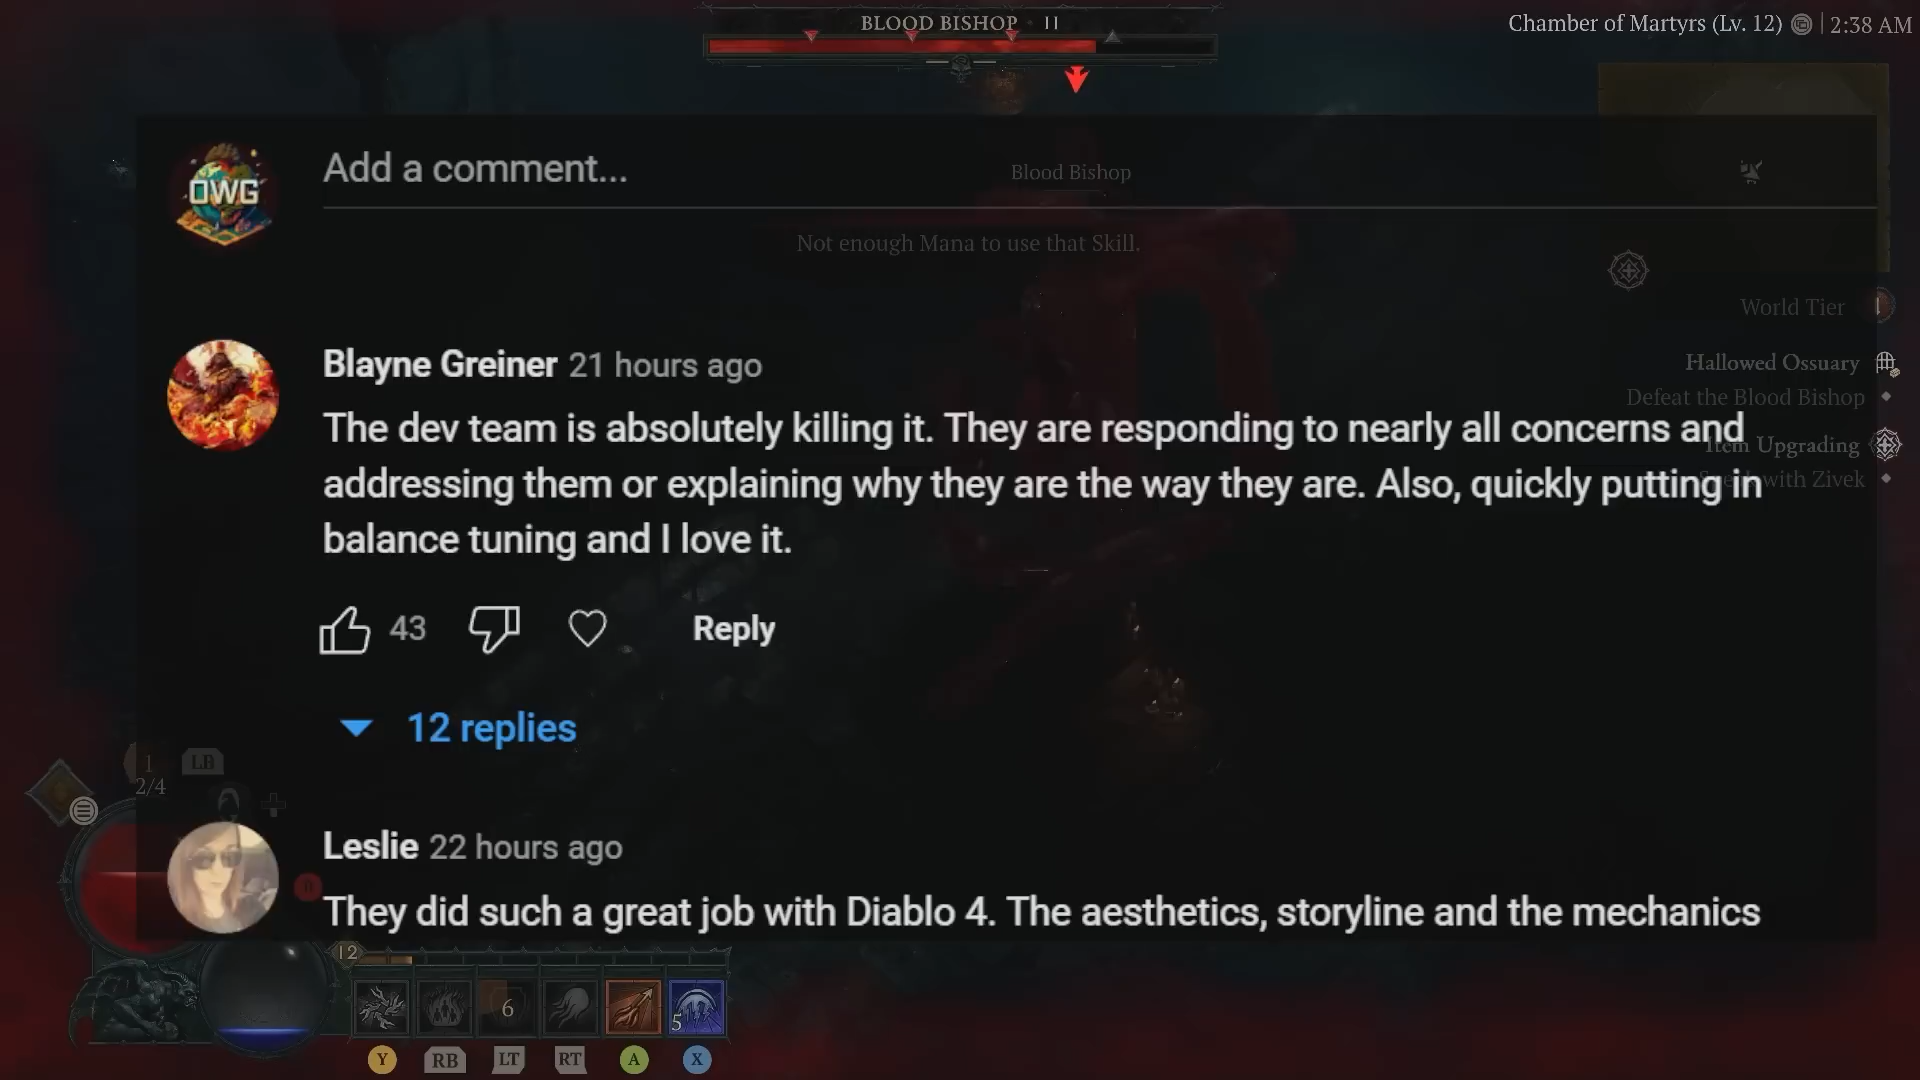 BLOOD BISHOP 11
Chamber of Martyrs (Lv. 12) 2:38 AM
OWG
Add a comment...
Blood Bishop
Not enough Mana to use that Skill.
World Tier
Blayne Greiner 21 hours ago
Hallowed Ossuary
Defeat the Blood Bishop
The dev team is absolutely killing it. They are responding to nearly all concerns and
Item Upgrading
addressing them or explaining why they are the way they are. Also, quickly putting in
with Zivek
balance tuning and I love it.
43 Reply
12 replies
1 LB
2/4
Leslie 22 hours ago
They did such a great job with Diablo 4. The aesthetics, storyline and the mechanics
12
6
5
Y RB LT RT A X